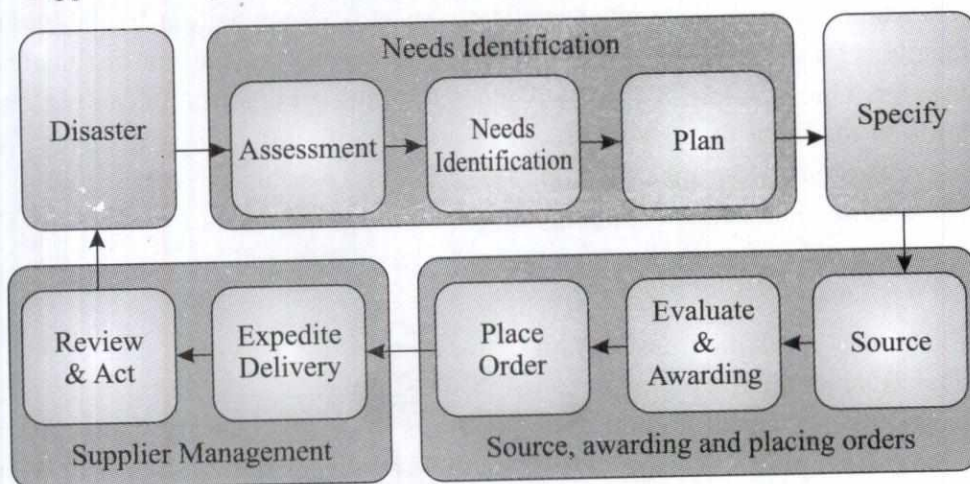 Needs Identification
Disaster
Assessment
Needs
Identification
Plan
Specify
Review
& Act
Expedite
Delivery
Place
Order
Evaluate
&
Awarding
Source
Supplier Management
Source, awarding and placing orders